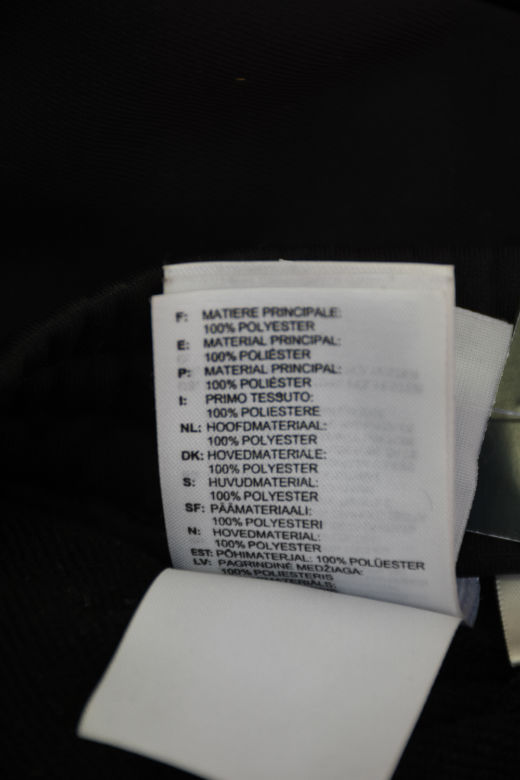 F: MATIERE PRINCIPALE:
100% POLYESTER
E: MATERIAL PRINCIPAL:
100% POLIÉSTER
P: MATERIAL PRINCIPAL:
100% POLIÉSTER
I: PRIMO TESSUTO:
100% POLIESTERE
NL: HOOFDMATERIAAL:
100% POLYESTER
DK: HOVEDMATERIALE:
100% POLYESTER
S: HUVUDMATERIAL:
100% POLYESTER
SF: PÄÄMATERIAALI:
100% POLYESTERI
N: HOVEDMATERIAL:
100% POLYESTER
EST: PÕHIMATERJAL: 100% POLÜESTER
LV: PAGRINDINÉ MEDŽIAGA:
100% POLIESTERIS